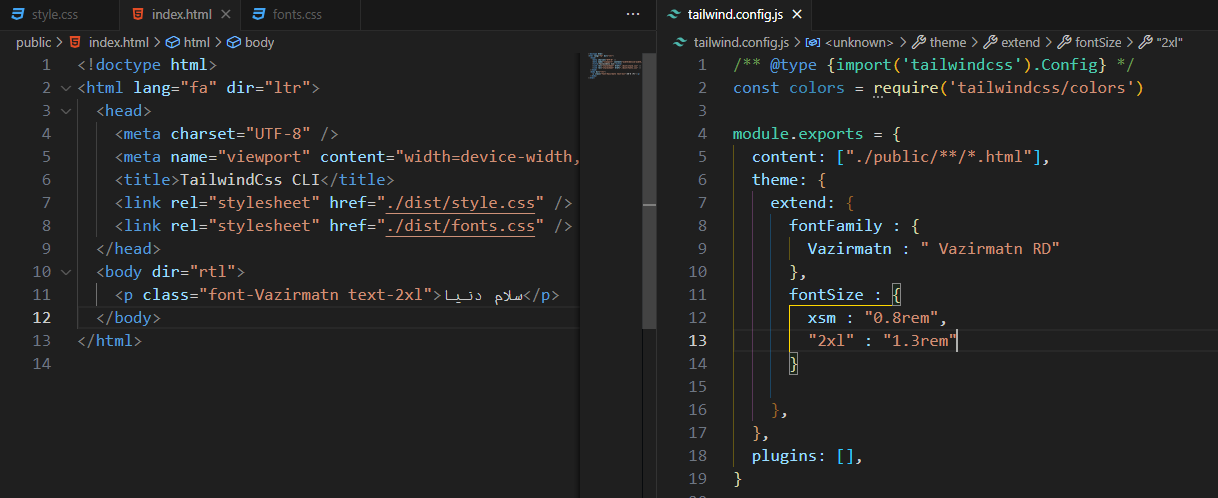 style.css
index.html
fonts.css
...
public > index.html > html > body
1 <!doctype html>
2 <html lang="fa" dir="ltr">
3 <head>
4 <meta charset="UTF-8" />
5 <meta name="viewport" content="width=device-width,
6 <title>TailwindCss CLI</title>
7 <link rel="stylesheet" href="./dist/style.css" />
8 <link rel="stylesheet" href="./dist/fonts.css" />
9 </head>
10 <body dir="rtl">
11 <p class="font-Vazirmatn text-2xl">سلام دنیا</p>
12 </body>
13 </html>
14
tailwind.config.js
tailwind.config.js > <unknown> > theme > extend > fontSize > "2xl"
1 /** @type {import('tailwindcss').Config} */
2 const colors = require('tailwindcss/colors')
3
4 module.exports = {
5 content: ["./public/**/*.html"],
6 theme: {
7 extend: {
8 fontFamily : {
9 Vazirmatn : " Vazirmatn RD"
10 },
11 fontSize : {
12 xsm : "0.8rem",
13 "2xl" : "1.3rem"
14 }
15
16 },
17 },
18 plugins: [],
19 }